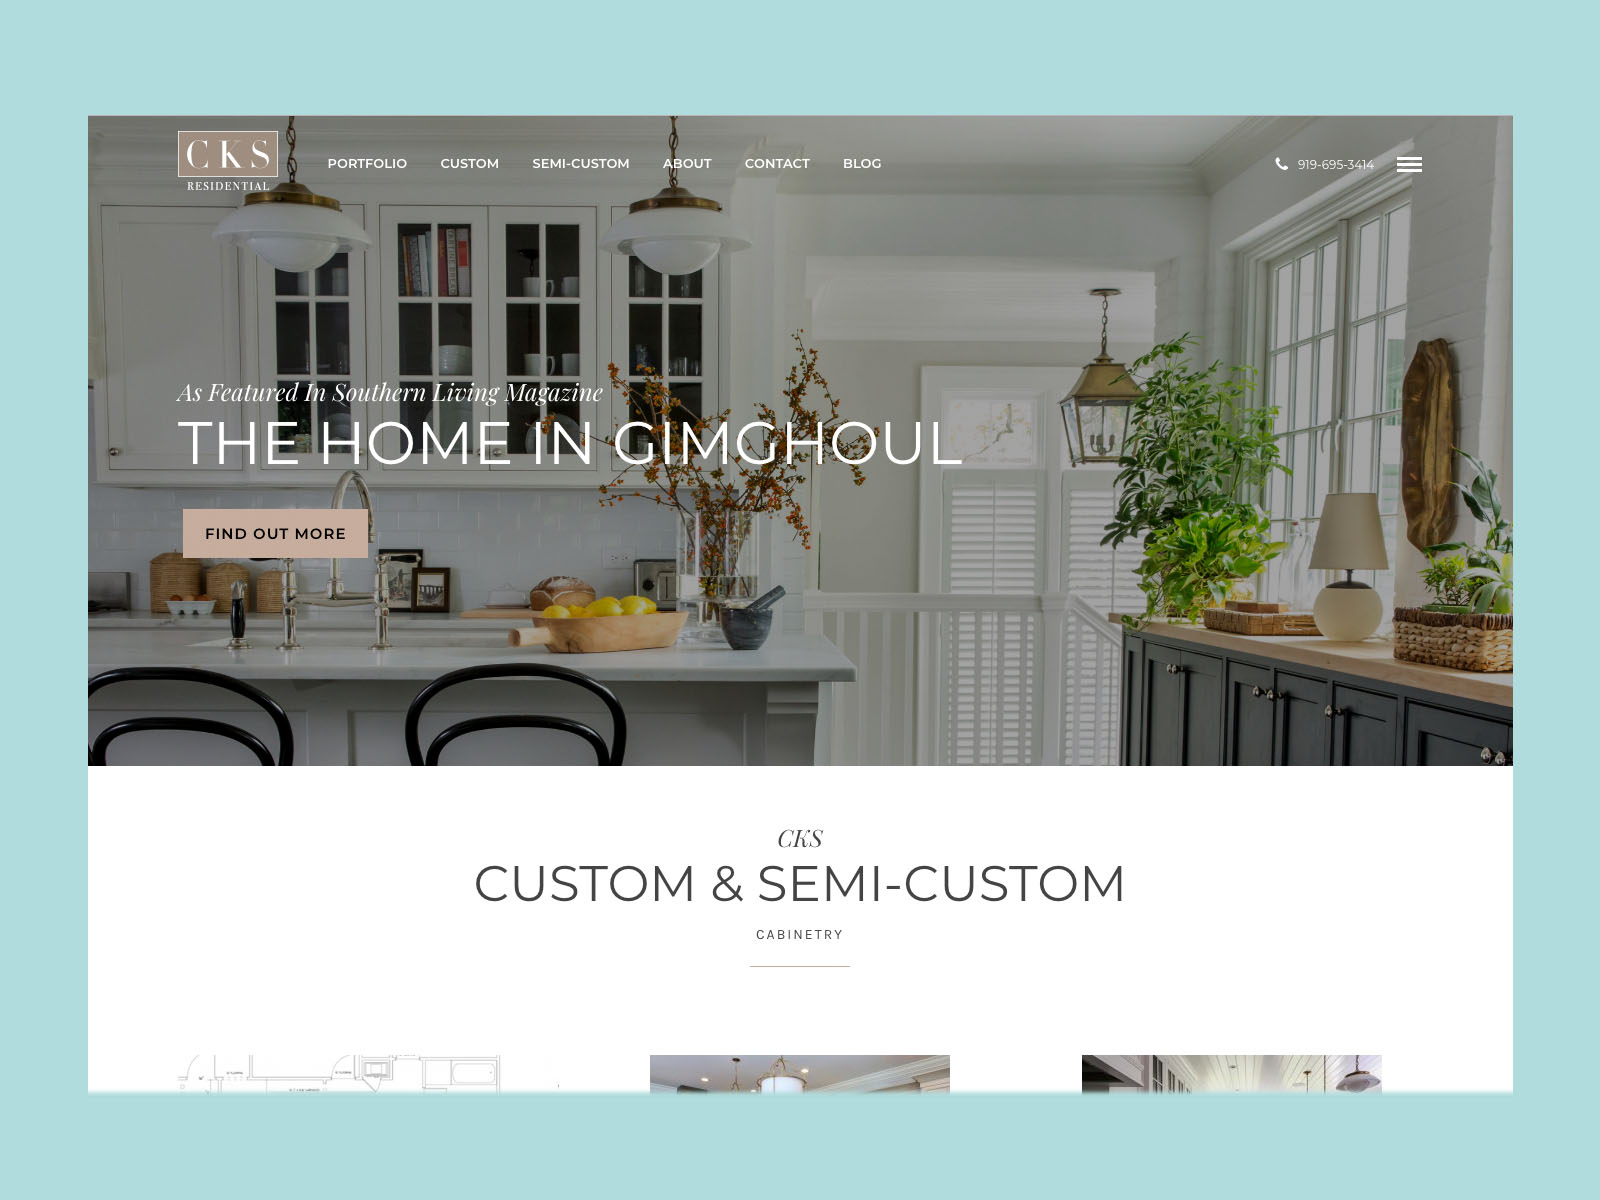 CKS
RESIDENTIAL
PORTFOLIO CUSTOM SEMI-CUSTOM ABOUT CONTACT BLOG
919-695-3414
As Featured In Southern Living Magazine
THE HOME IN GIMGHOUL
FIND OUT MORE
CKS
CUSTOM & SEMI-CUSTOM
CABINETRY